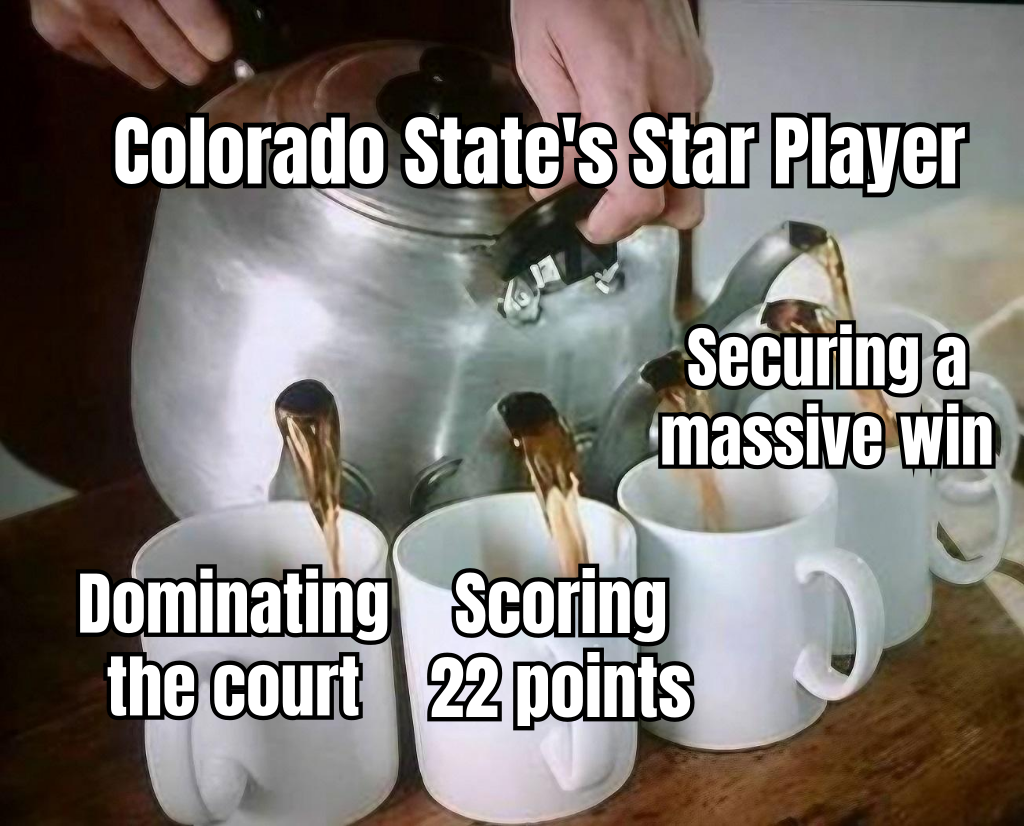 Colorado State's Star Player
Securing a
massive win
Dominating
the court
Scoring
22 points